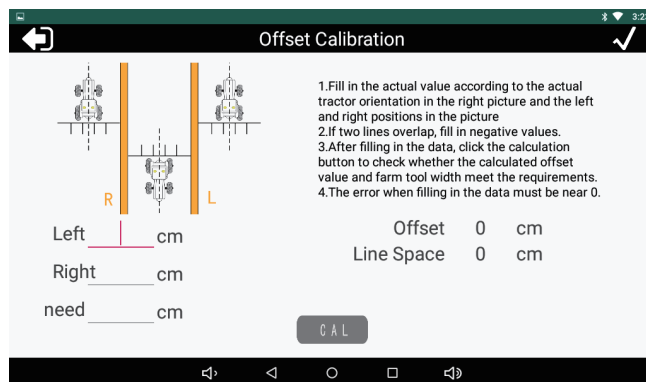 3:23
Offset Calibration
R
L
1.Fill in the actual value according to the actual
tractor orientation in the right picture and the left
and right positions in the picture
2.If two lines overlap, fill in negative values.
3.After filling in the data, click the calculation
button to check whether the calculated offset
value and farm tool width meet the requirements.
4.The error when filling in the data must be near 0.
Left cm
Right cm
need cm
Offset 0 cm
Line Space 0 cm
CAL